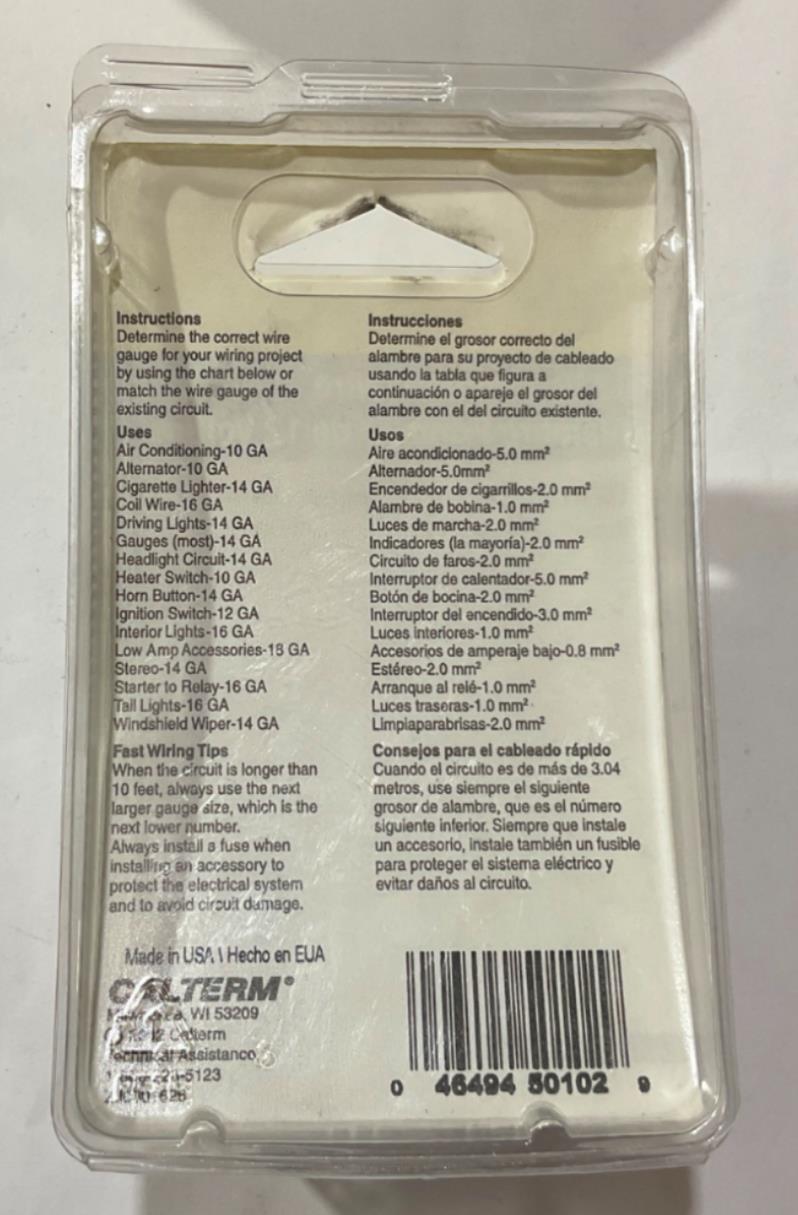 Instructions
Determine the correct wire
gauge for your wiring project
by using the chart below or
match the wire gauge of the
existing circuit.
Uses
Air Conditioning-10 GA
Alternator-10 GA
Cigarette Lighter-14 GA
Coil Wire-16 GA
Driving Lights-14 GA
Gauges (most)-14 GA
Headlight Circuit-14 GA
Heater Switch-10 GA
Horn Button-14 GA
Ignition Switch-12 GA
Interior Lights-16 GA
Low Amp Accessories-18 GA
Stereo-14 GA
Starter to Relay-16 GA
Tail Lights-16 GA
Windshield Wiper-14 GA
Fast Wiring Tips
When the circuit is longer than
10 feet, always use the next
larger gauge size, which is the
next lower number.
Always install a fuse when
installing an accessory to
protect the electrical system
and to avoid circuit damage.
Instrucciones
Determine el grosor correcto del
alambre para su proyecto de cableado
usando la tabla que figura a
continuación o apareje el grosor del
alambre con el del circuito existente.
Usos
Aire acondicionado-5.0 mm²
Alternador-5.0mm²
Encendedor de cigarrillos-2.0 mm²
Alambre de bobina-1.0 mm²
Luces de marcha-2.0 mm²
Indicadores (la mayoría)-2.0 mm²
Circuito de faros-2.0 mm²
Interruptor de calentador-5.0 mm²
Botón de bocina-2.0 mm²
Interruptor del encendido-3.0 mm²
Luces interiores-1.0 mm²
Accesorios de amperaje bajo-0.8 mm²
Estéreo-2.0 mm²
Arranque al relé-1.0 mm²
Luces traseras-1.0 mm²
Limpiaparabrisas-2.0 mm²
Consejos para el cableado rápido
Cuando el circuito es de más de 3.04
metros, use siempre el siguiente
grosor de alambre, que es el número
siguiente inferior. Siempre que instale
un accesorio, instale también un fusible
para proteger el sistema eléctrico y
evitar daños al circuito.
Made in USA \ Hecho en EUA
CALTERM®
WI 53209
Calterm
Technical Assistance
0 46494 50102 9